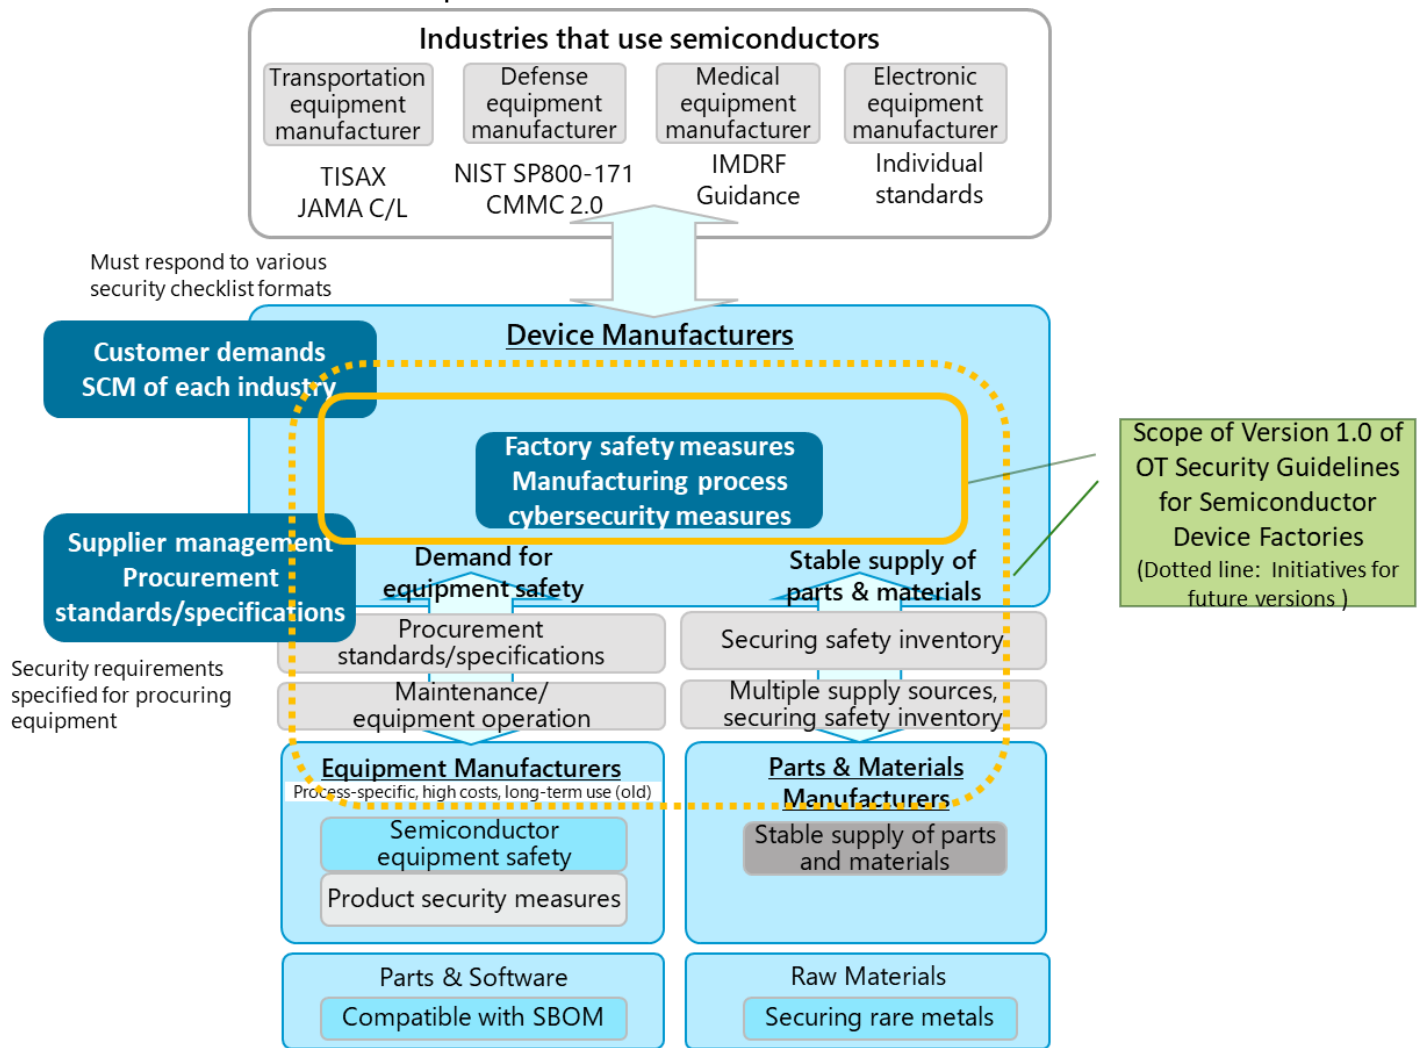 Industries that use semiconductors
Transportation
equipment
manufacturer
Defense
equipment
manufacturer
Medical
equipment
manufacturer
Electronic
equipment
manufacturer
TISAX
JAMA C/L
NIST SP800-171
CMMC 2.0
IMDRF
Guidance
Individual
standards
Must respond to various
security checklist formats
Device Manufacturers
Customer demands
SCM of each industry
Factory safety measures
Manufacturing process
cybersecurity measures
Scope of Version 1.0 of
OT Security Guidelines
for Semiconductor
Device Factories
(Dotted line: Initiatives for
future versions )
Supplier management
Procurement
standards/specifications
Demand for
equipment safety
Stable supply of
parts & materials
Security requirements
specified for procuring
equipment
Procurement
standards/specifications
Securing safety inventory
Maintenance/
equipment operation
Multiple supply sources,
securing safety inventory
Equipment Manufacturers
Process-specific, high costs, long-term use (old)
Semiconductor
equipment safety
Product security measures
Parts & Materials
Manufacturers
Stable supply of parts
and materials
Parts & Software
Compatible with SBOM
Raw Materials
Securing rare metals